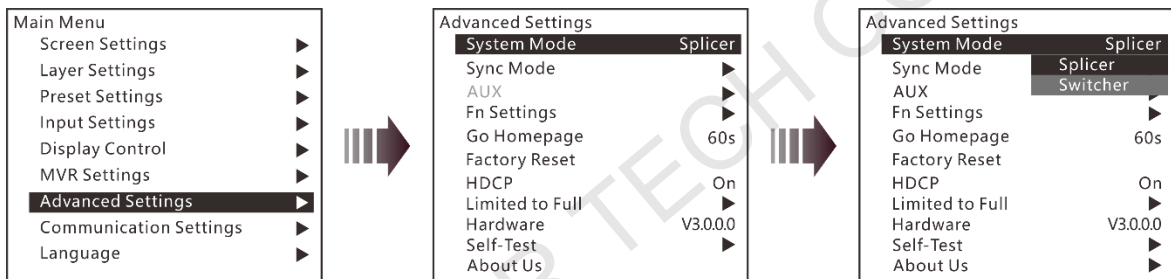 Main Menu
Screen Settings
Layer Settings
Preset Settings
Input Settings
Display Control
MVR Settings
Advanced Settings
Communication Settings
Language
Advanced Settings
System Mode Splicer
Sync Mode
AUX
Fn Settings
Go Homepage 60s
Factory Reset
HDCP On
Limited to Full
Hardware V3.0.0.0
Self-Test
About Us
Advanced Settings
System Mode Splicer
Sync Mode Splicer
AUX Switcher
Fn Settings
Go Homepage 60s
Factory Reset
HDCP On
Limited to Full
Hardware V3.0.0.0
Self-Test
About Us
TECH